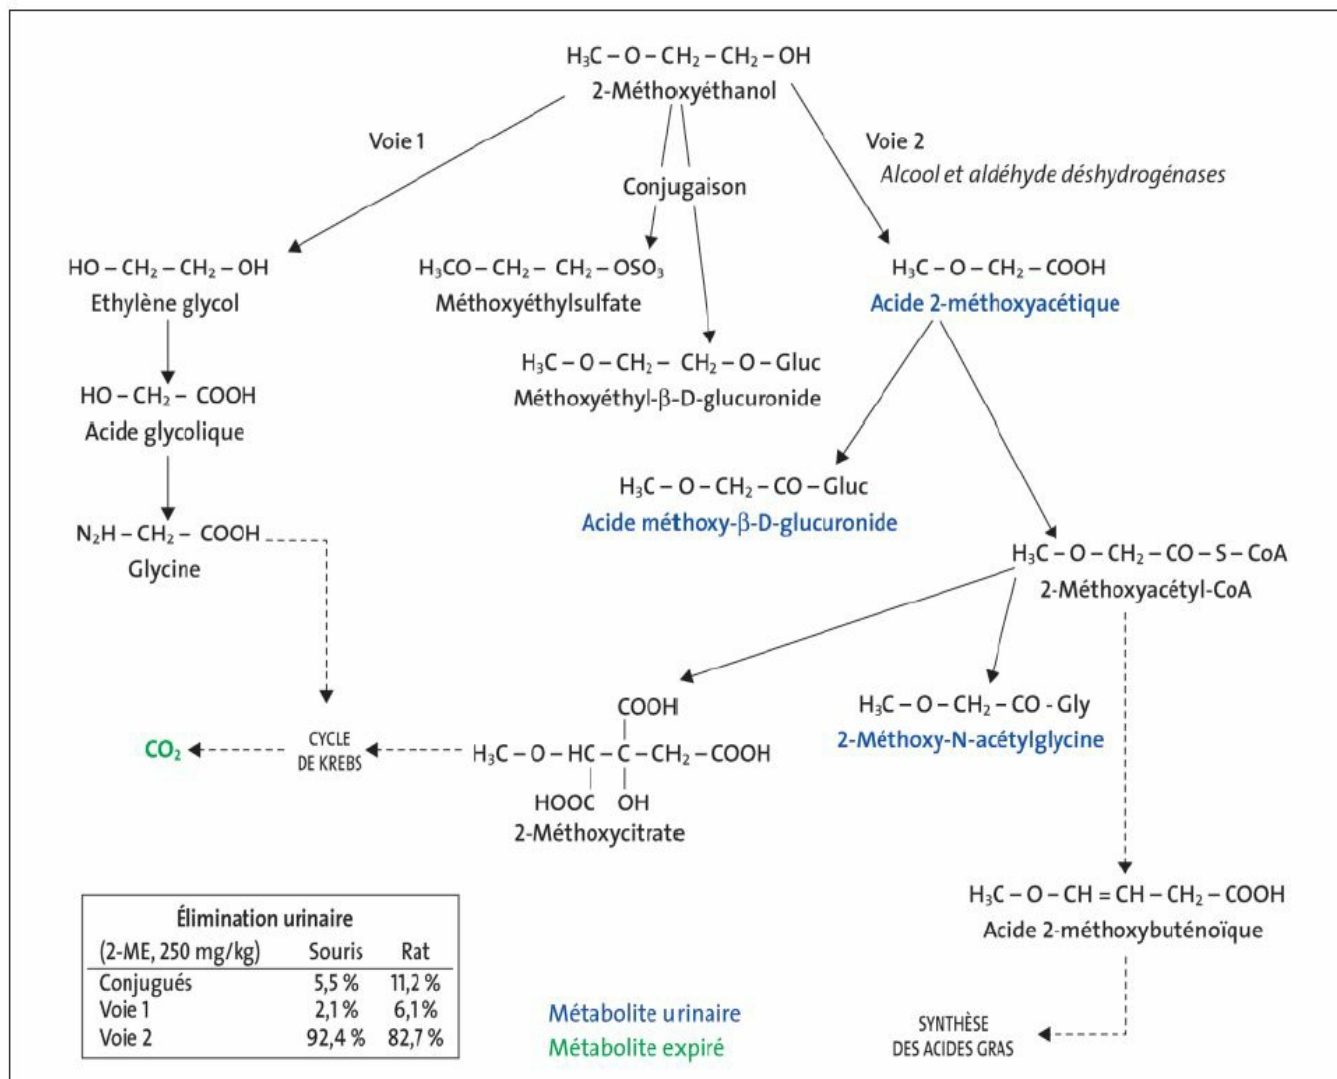 H₃C – O – CH₂ – CH₂ – OH
2-Méthoxyéthanol
Voie 1
Conjugaison
Voie 2
Alcool et aldéhyde déshydrogénases
HO – CH₂ – CH₂ – OH
Ethylène glycol
H₃CO – CH₂ – CH₂ – OSO₃
Méthoxyéthylsulfate
H₃C – O – CH₂ – COOH
Acide 2-méthoxyacétique
H₃C – O – CH₂ – CH₂ – O – Gluc
Méthoxyéthyl-β-D-glucuronide
HO – CH₂ – COOH
Acide glycolique
H₃C – O – CH₂ – CO – Gluc
Acide méthoxy-β-D-glucuronide
N₂H – CH₂ – COOH
Glycine
H₃C – O – CH₂ – CO – S – CoA
2-Méthoxyacétyl-CoA
CO₂
CYCLE
DE KREBS
COOH
H₃C – O – HC – C – CH₂ – COOH
HOOC OH
2-Méthoxycitrate
H₃C – O – CH₂ – CO - Gly
2-Méthoxy-N-acétylglycine
H₃C – O – CH = CH – CH₂ – COOH
Acide 2-méthoxybuténoïque
SYNTHÈSE
DES ACIDES GRAS
Élimination urinaire
(2-ME, 250 mg/kg) Souris Rat
Conjugués 5,5 % 11,2 %
Voie 1 2,1 % 6,1 %
Voie 2 92,4 % 82,7 %
Métabolite urinaire
Métabolite expiré